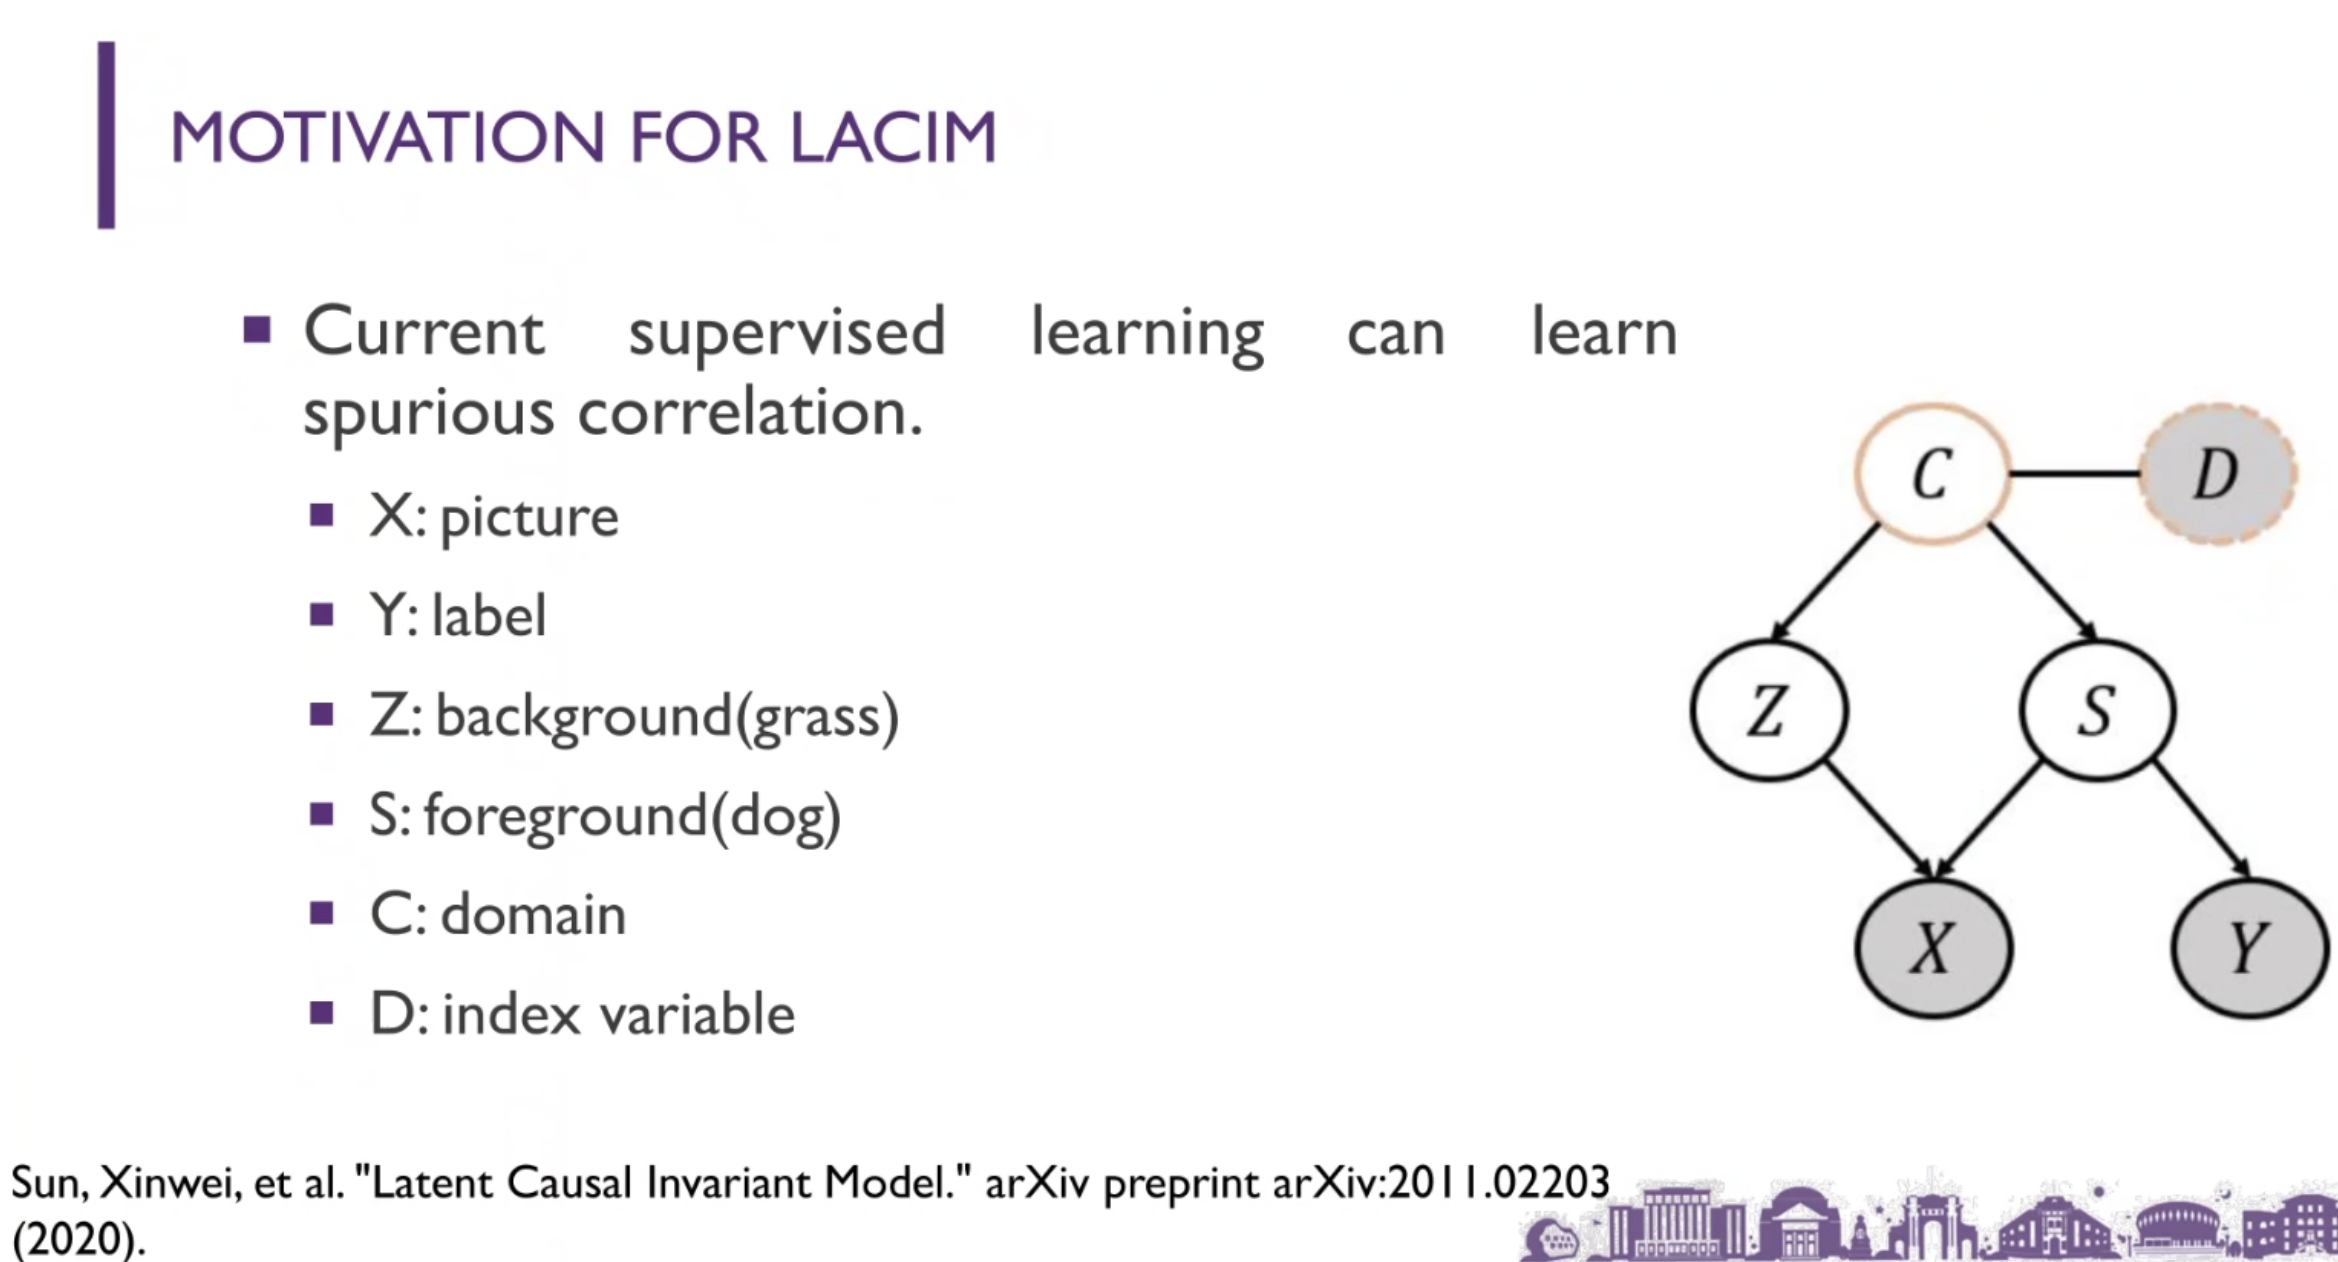 MOTIVATION FOR LACIM
Current supervised learning can learn
spurious correlation.
X: picture
Y: label
Z: background(grass)
S: foreground(dog)
C: domain
D: index variable
C
D
Z
S
X
Y
Sun, Xinwei, et al. "Latent Causal Invariant Model." arXiv preprint arXiv:2011.02203
(2020).